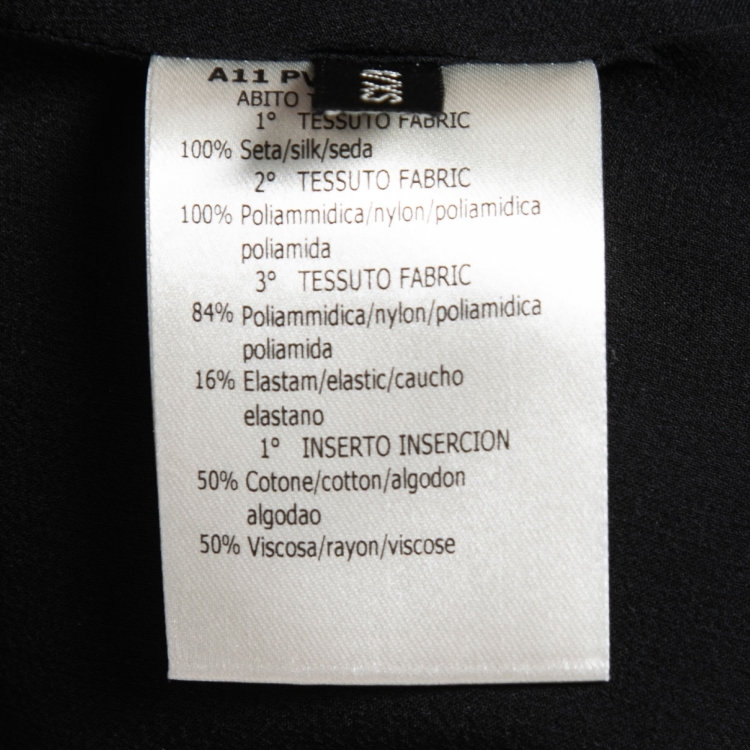 A11
ABITO
1° TESSUTO FABRIC
100% Seta/silk/seda
2° TESSUTO FABRIC
100% Poliammidica/nylon/poliamidica
poliamida
3° TESSUTO FABRIC
84% Poliammidica/nylon/poliamidica
poliamida
16% Elastam/elastic/caucho
elastano
1° INSERTO INSERCION
50% Cotone/cotton/algodon
algodao
50% Viscosa/rayon/viscose